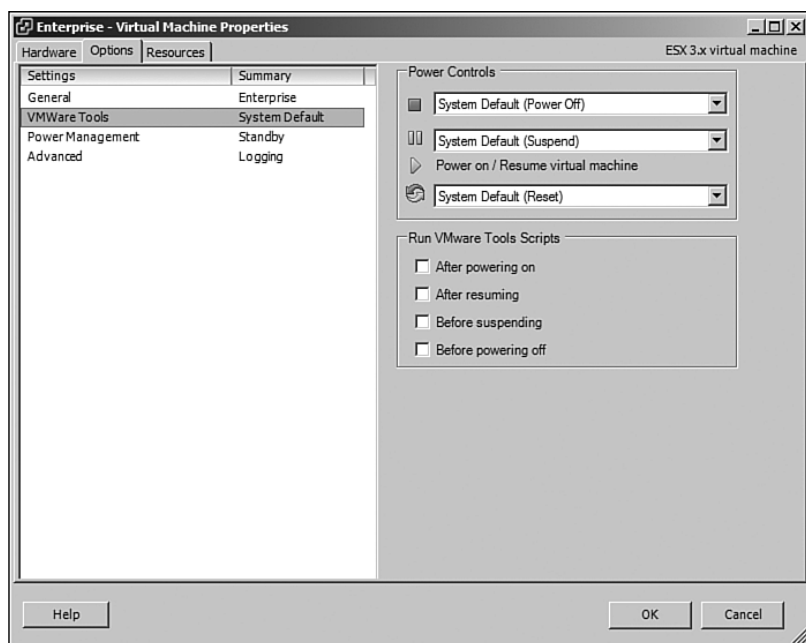 Enterprise - Virtual Machine Properties
Hardware Options Resources ESX 3.x virtual machine
Settings Summary
General Enterprise
VMWare Tools System Default
Power Management Standby
Advanced Logging
Power Controls
System Default (Power Off)
System Default (Suspend)
Power on / Resume virtual machine
System Default (Reset)
Run VMware Tools Scripts
After powering on
After resuming
Before suspending
Before powering off
Help OK Cancel